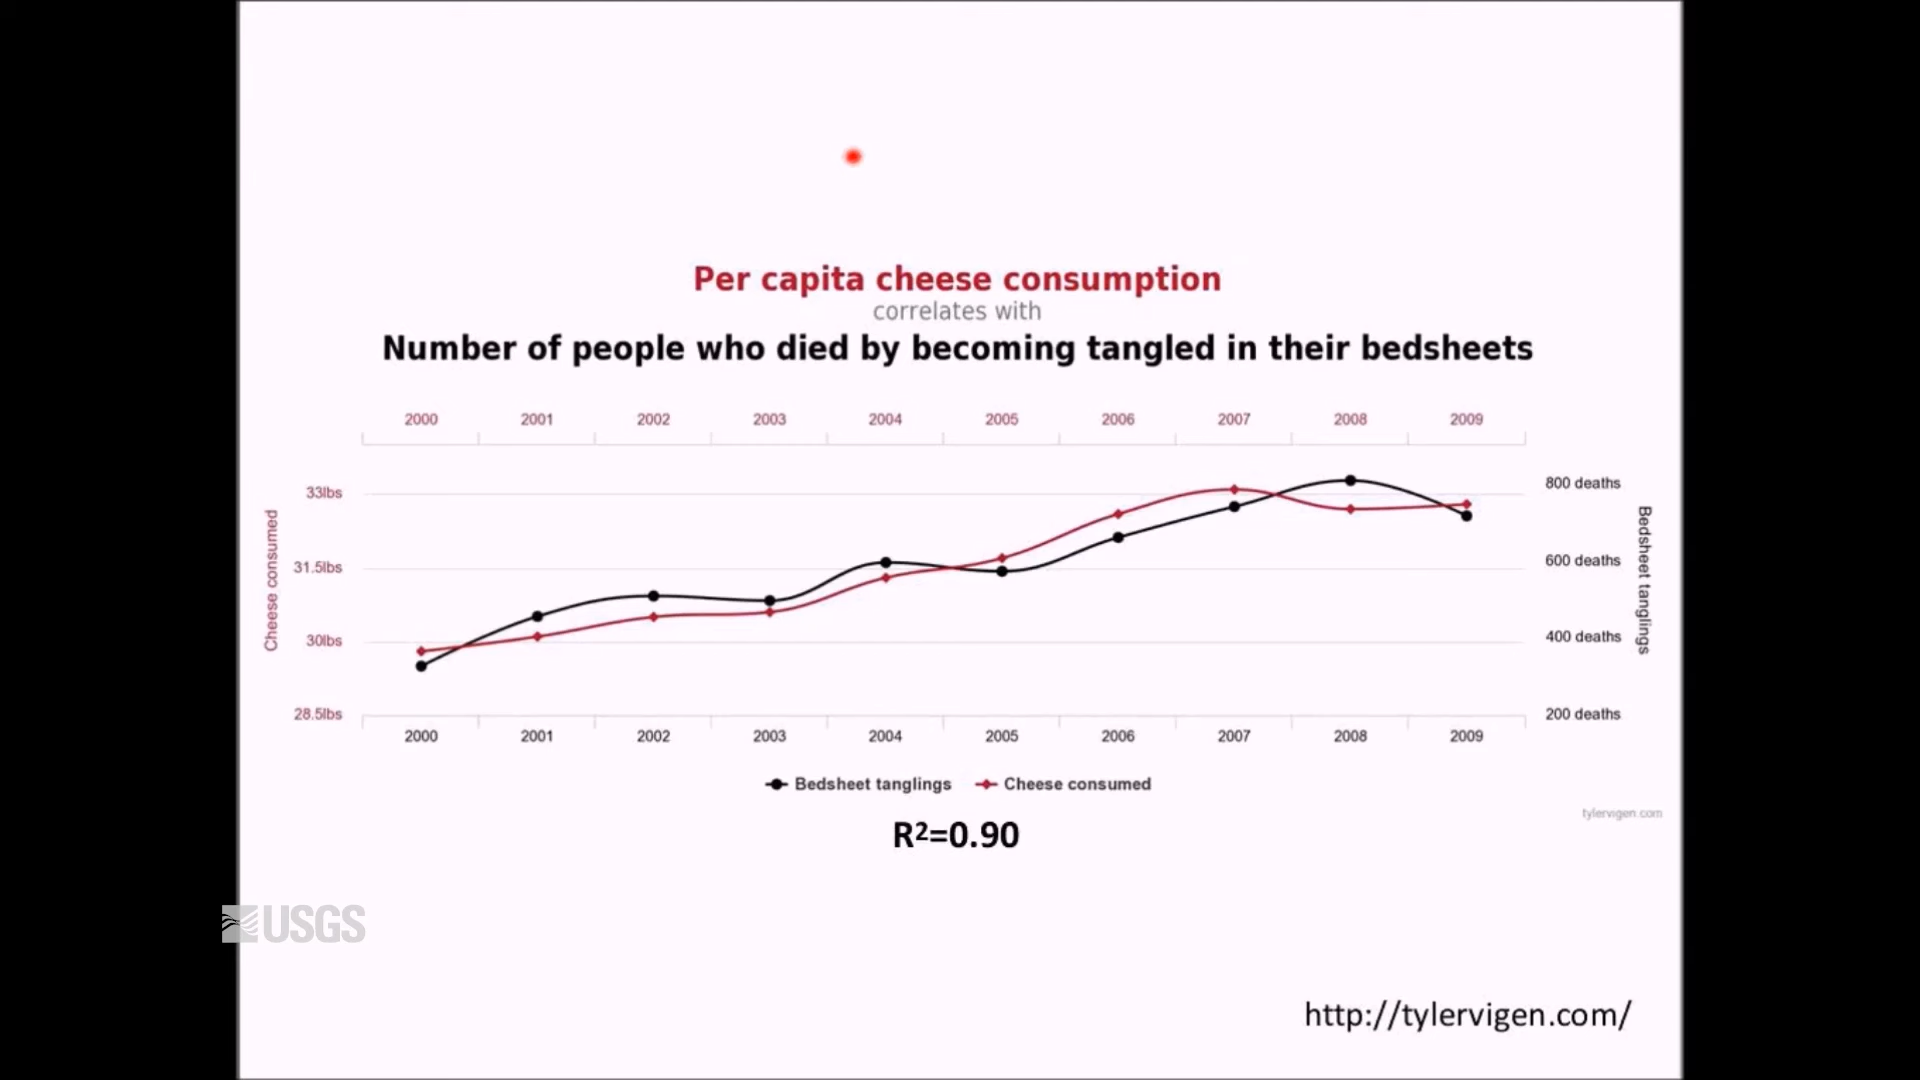 Per capita cheese consumption
correlates with
Number of people who died by becoming tangled in their bedsheets
2000 2001 2002 2003 2004 2005 2006 2007 2008 2009
Cheese consumed
33lbs
31.5lbs
30lbs
28.5lbs
800 deaths
600 deaths
400 deaths
200 deaths
Bedsheet tanglings
2000 2001 2002 2003 2004 2005 2006 2007 2008 2009
Bedsheet tanglings Cheese consumed
tylervigen.com
R²=0.90
USGS
http://tylervigen.com/